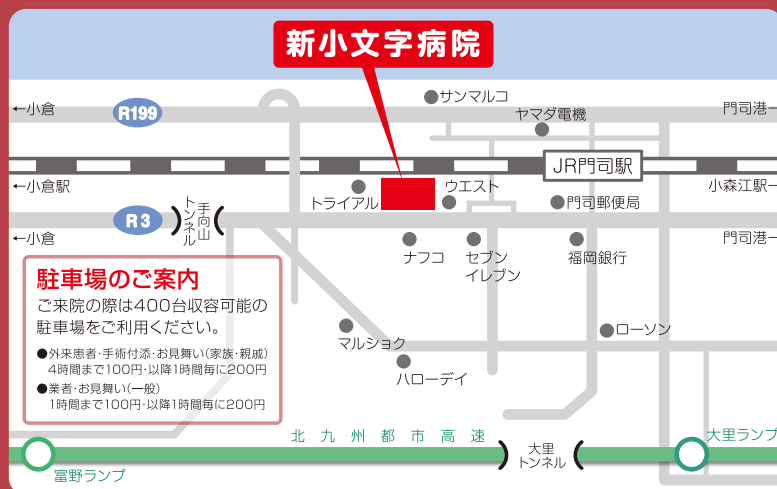 新小文字病院
サンマルコ
←小倉
R199
ヤマダ電機
門司港
JR門司駅
←小倉駅
トライアル
ウエスト
小森江駅
門司郵便局
R3
手向山
トンネル
←小倉
門司港
ナフコ
セブン
イレブン
福岡銀行
駐車場のご案内
ご来院の際は400台収容可能の
駐車場をご利用ください。
●外来患者・手術付添・お見舞い(家族・親戚)
4時間まで100円・以降1時間毎に200円
●業者・お見舞い(一般)
1時間まで100円・以降1時間毎に200円
マルショク
ローソン
ハローデイ
北九州都市高速
大里
トンネル
大里ランプ
富野ランプ